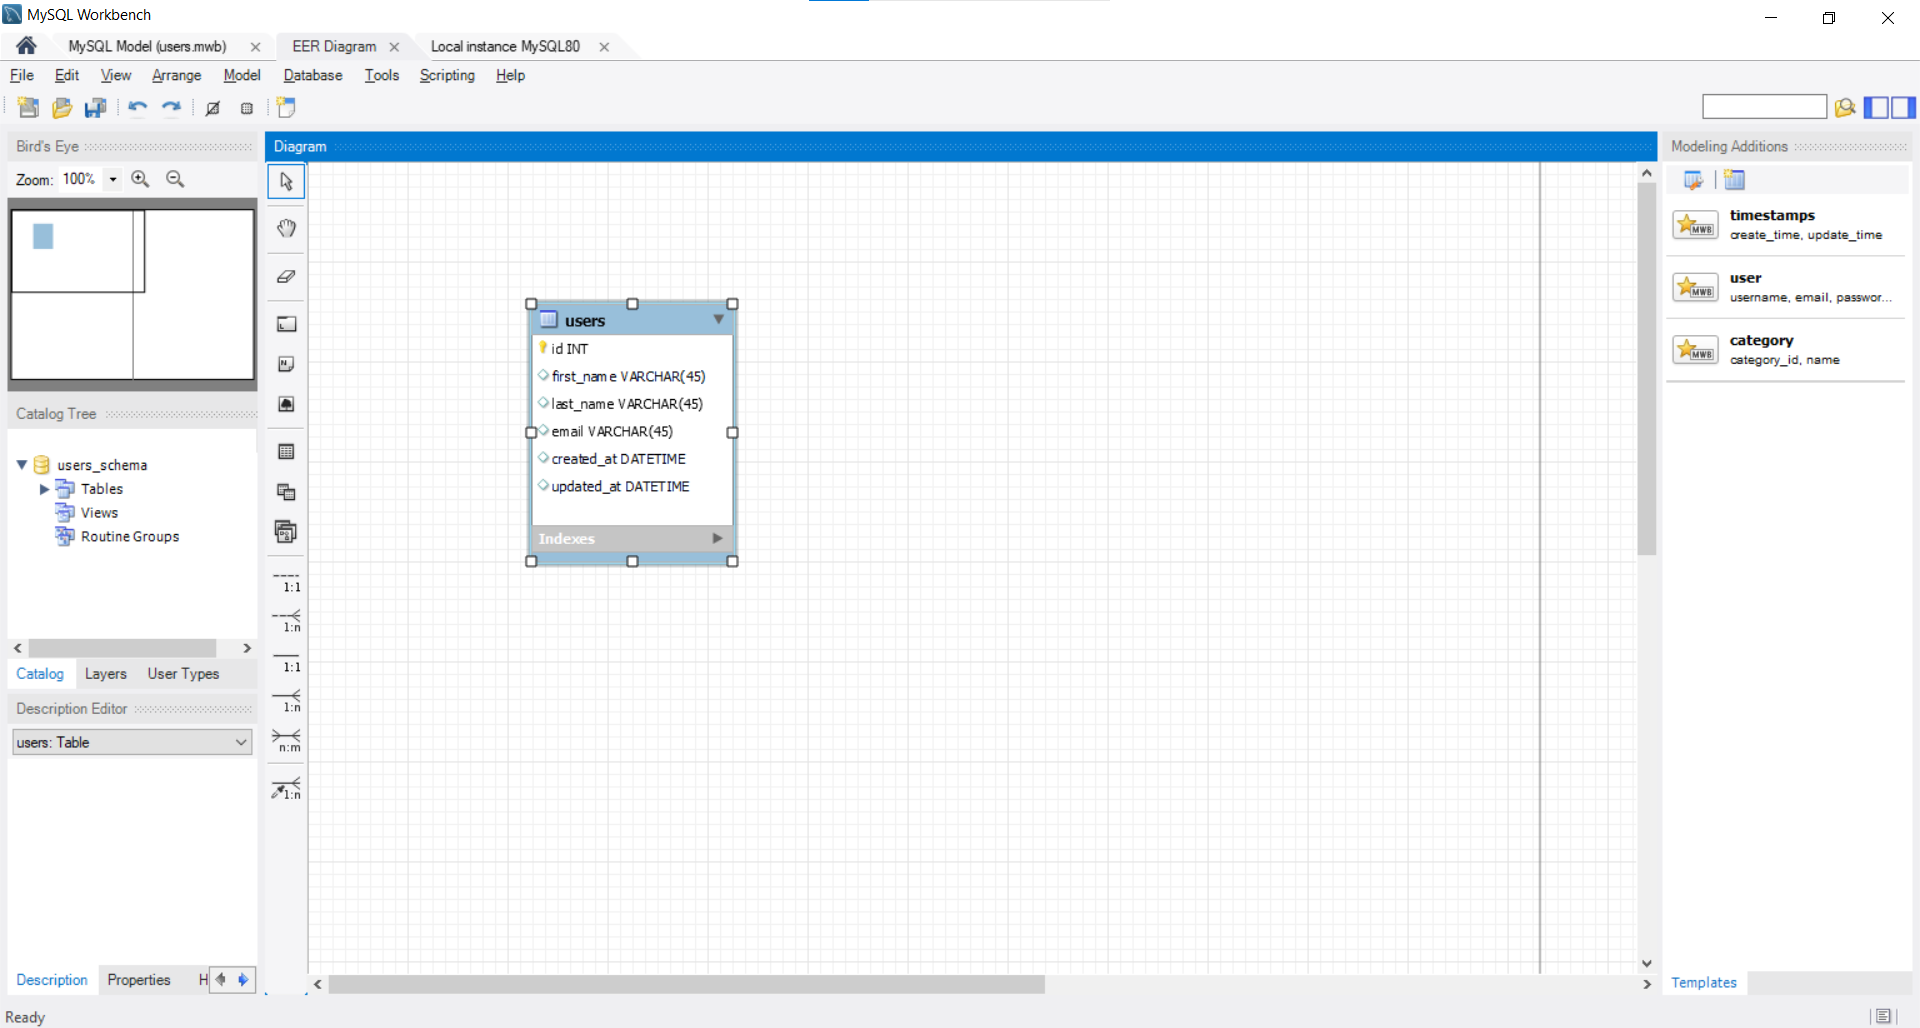 MySQL Workbench
MySQL Model (users.mwb)
EER Diagram
Local instance MySQL80
File Edit View Arrange Model Database Tools Scripting Help
Bird's Eye
Zoom: 100%
Catalog Tree
users_schema
Tables
Views
Routine Groups
Catalog Layers User Types
Description Editor
users: Table
Description Properties H
Ready
Diagram
1:1
1:n
1:1
1:n
n:m
1:n
users
id INT
first_name VARCHAR(45)
last_name VARCHAR(45)
email VARCHAR(45)
created_at DATETIME
updated_at DATETIME
Indexes
Modeling Additions
MWB
timestamps
create_time, update_time
MWB
user
username, email, passwor...
MWB
category
category_id, name
Templates